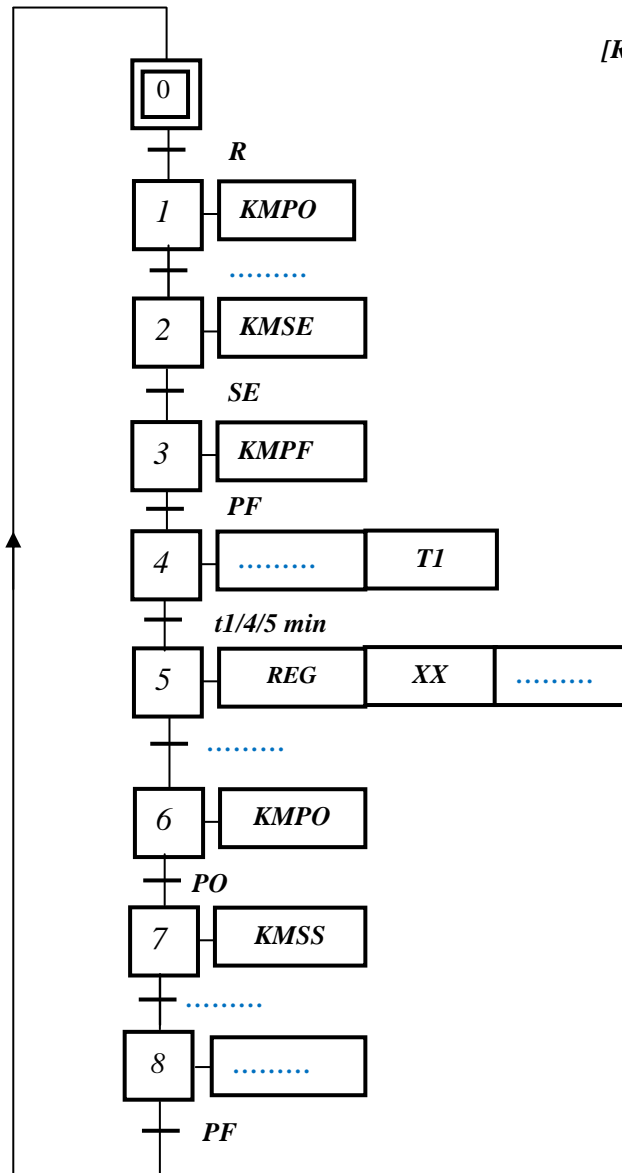 [R
0
R
1 KMPO
.........
2 KMSE
SE
3 KMPF
PF
4 ......... T1
t1/4/5 min
5 REG XX .........
.........
6 KMPO
PO
7 KMSS
.........
8 .........
PF